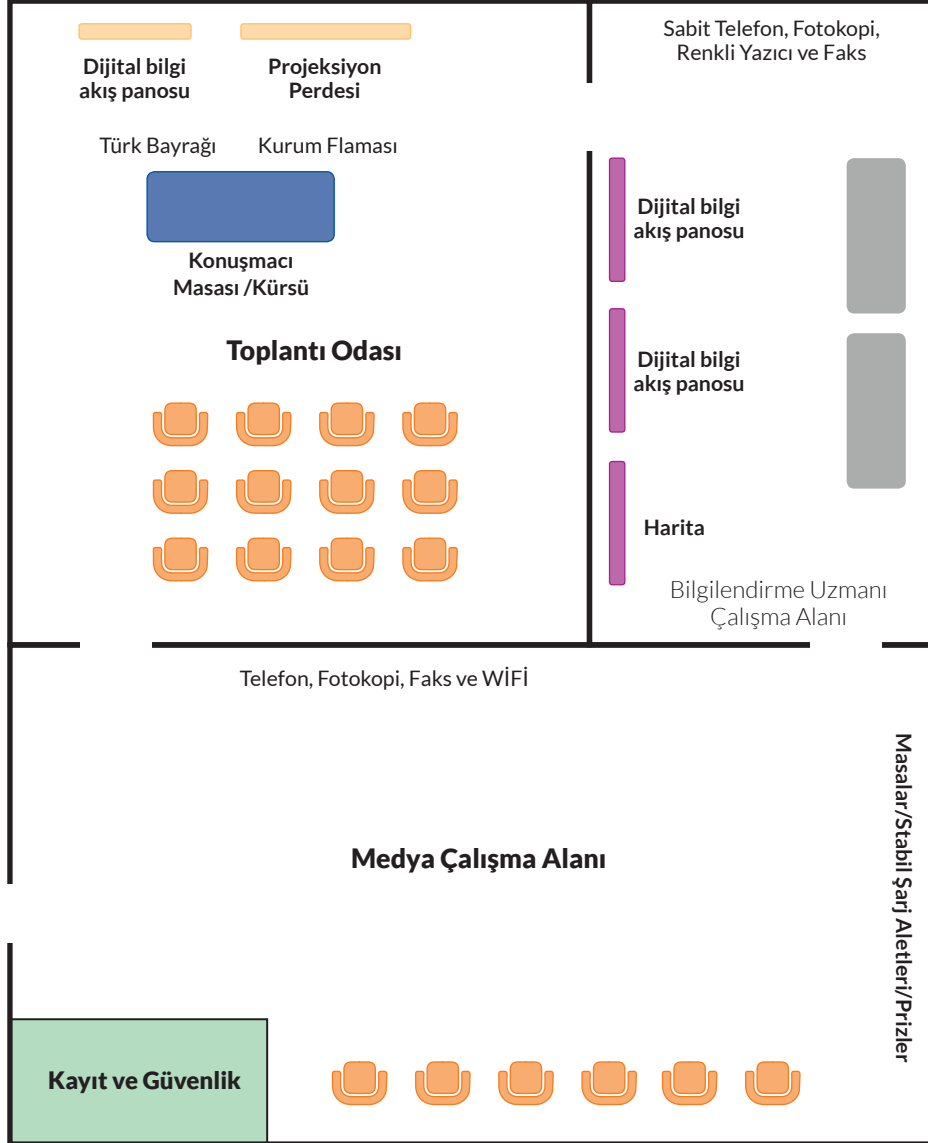 Dijital bilgi
akış panosu
Projeksiyon
Perdesi
Türk Bayrağı
Kurum Flaması
Konuşmacı
Masası /Kürsü
Toplantı Odası
Sabit Telefon, Fotokopi,
Renkli Yazıcı ve Faks
Dijital bilgi
akış panosu
Dijital bilgi
akış panosu
Harita
Bilgilendirme Uzmanı
Çalışma Alanı
Telefon, Fotokopi, Faks ve WİFİ
Medya Çalışma Alanı
Masalar/Stabil Şarj Aletleri/Prizler
Kayıt ve Güvenlik